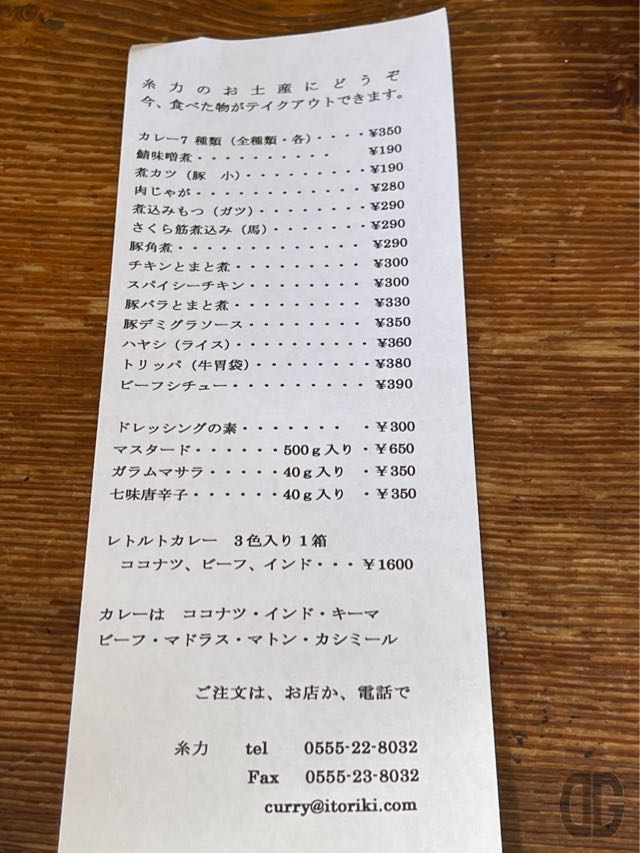 糸力のお土産にどうぞ
今、食べた物がテイクアウトできます。
カレー7 種類（全種類・各）・・・・¥350
鯖味噌煮・・・・・・・・・・ ¥190
煮カツ（豚　小）・・・・・・・・・¥190
肉じゃが・・・・・・・・・・・・¥280
煮込みもつ（ガツ）・・・・・・・・¥290
さくら筋煮込み（馬）・・・・・・・¥290
豚角煮・・・・・・・・・・・・・¥290
チキンとまと煮・・・・・・・・・¥300
スパイシーチキン・・・・・・・・¥300
豚バラとまと煮・・・・・・・・・¥330
豚デミグラソース・・・・・・・・¥350
ハヤシ（ライス）・・・・・・・・・¥360
トリッパ（牛胃袋）・・・・・・・・¥380
ビーフシチュー・・・・・・・・・¥390
ドレッシングの素・・・・・・・　・¥300
マスタード・・・・・・500ｇ入り ・¥650
ガラムマサラ・・・・・40ｇ入り ・¥350
七味唐辛子・・・・・・40ｇ入り ・¥350
レトルトカレー　３色入り１箱
ココナツ、ビーフ、インド・・・¥1600
カレーは　ココナツ・インド・キーマ
ビーフ・マドラス・マトン・カシミール
ご注文は、お店か、電話で
糸力　tel　0555-22-8032
Fax　0555-23-8032
curry@itoriki.com